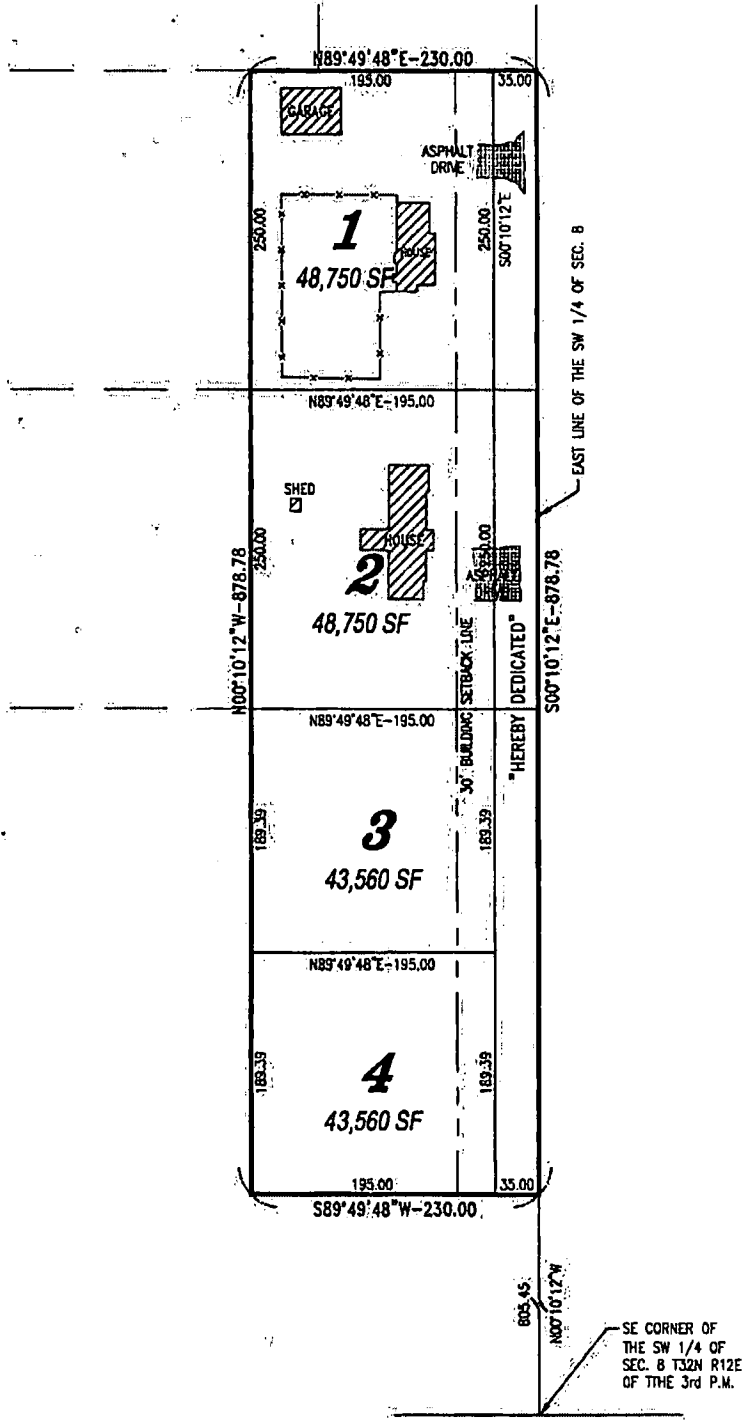 N89°49'48"E-230.00
195.00
35.00
GARAGE
ASPHALT
DRIVE
250.00
1
48,750 SF
HOUSE
250.00
S00°10'12"E
EAST LINE OF THE SW 1/4 OF SEC. 8
N89°49'48"E-195.00
SHED
250.00
HOUSE
2
48,750 SF
250.00
ASPHALT
DRIVE
N00°10'12"W-878.78
S00°10'12"E-878.78
30' BUILDING SETBACK LINE
"HEREBY DEDICATED"
N89°49'48"E-195.00
189.39
3
43,560 SF
189.39
N89°49'48"E-195.00
189.39
4
43,560 SF
189.39
195.00
35.00
S89°49'48"W-230.00
805.45
N00°10'12"W
SE CORNER OF
THE SW 1/4 OF
SEC. 8 T32N R12E
OF TTHE 3rd P.M.